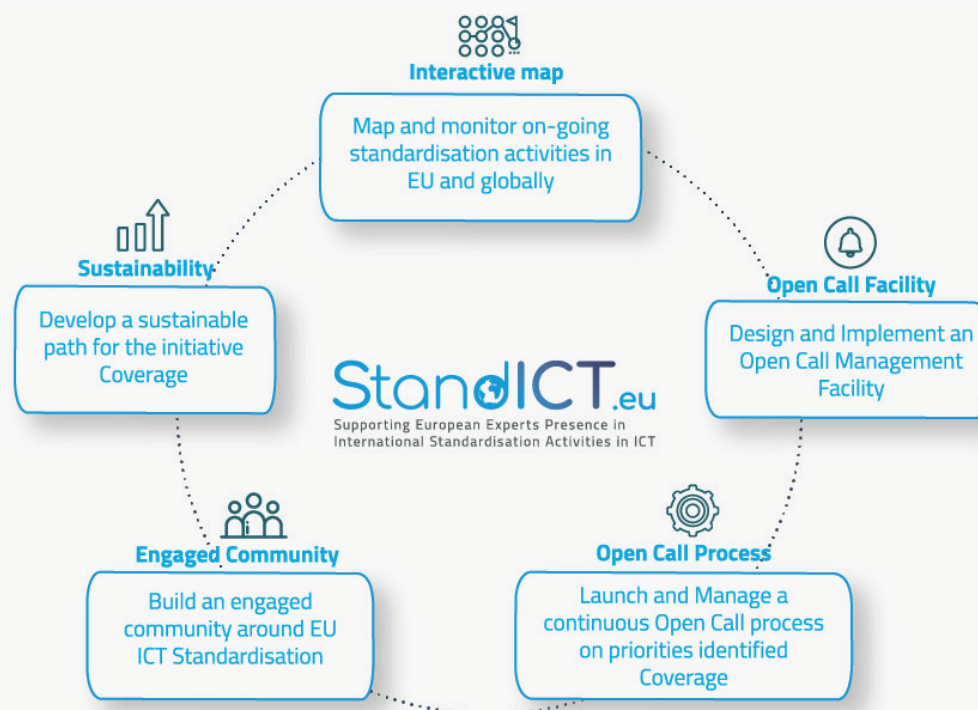 Interactive map
Map and monitor on-going
standardisation activities in
EU and globally
Sustainability
Develop a sustainable
path for the initiative
Coverage
Open Call Facility
Design and Implement an
Open Call Management
Facility
StandICT.eu
Supporting European Experts Presence in
International Standardisation Activities in ICT
Engaged Community
Build an engaged
community around EU
ICT Standardisation
Open Call Process
Launch and Manage a
continuous Open Call process
on priorities identified
Coverage